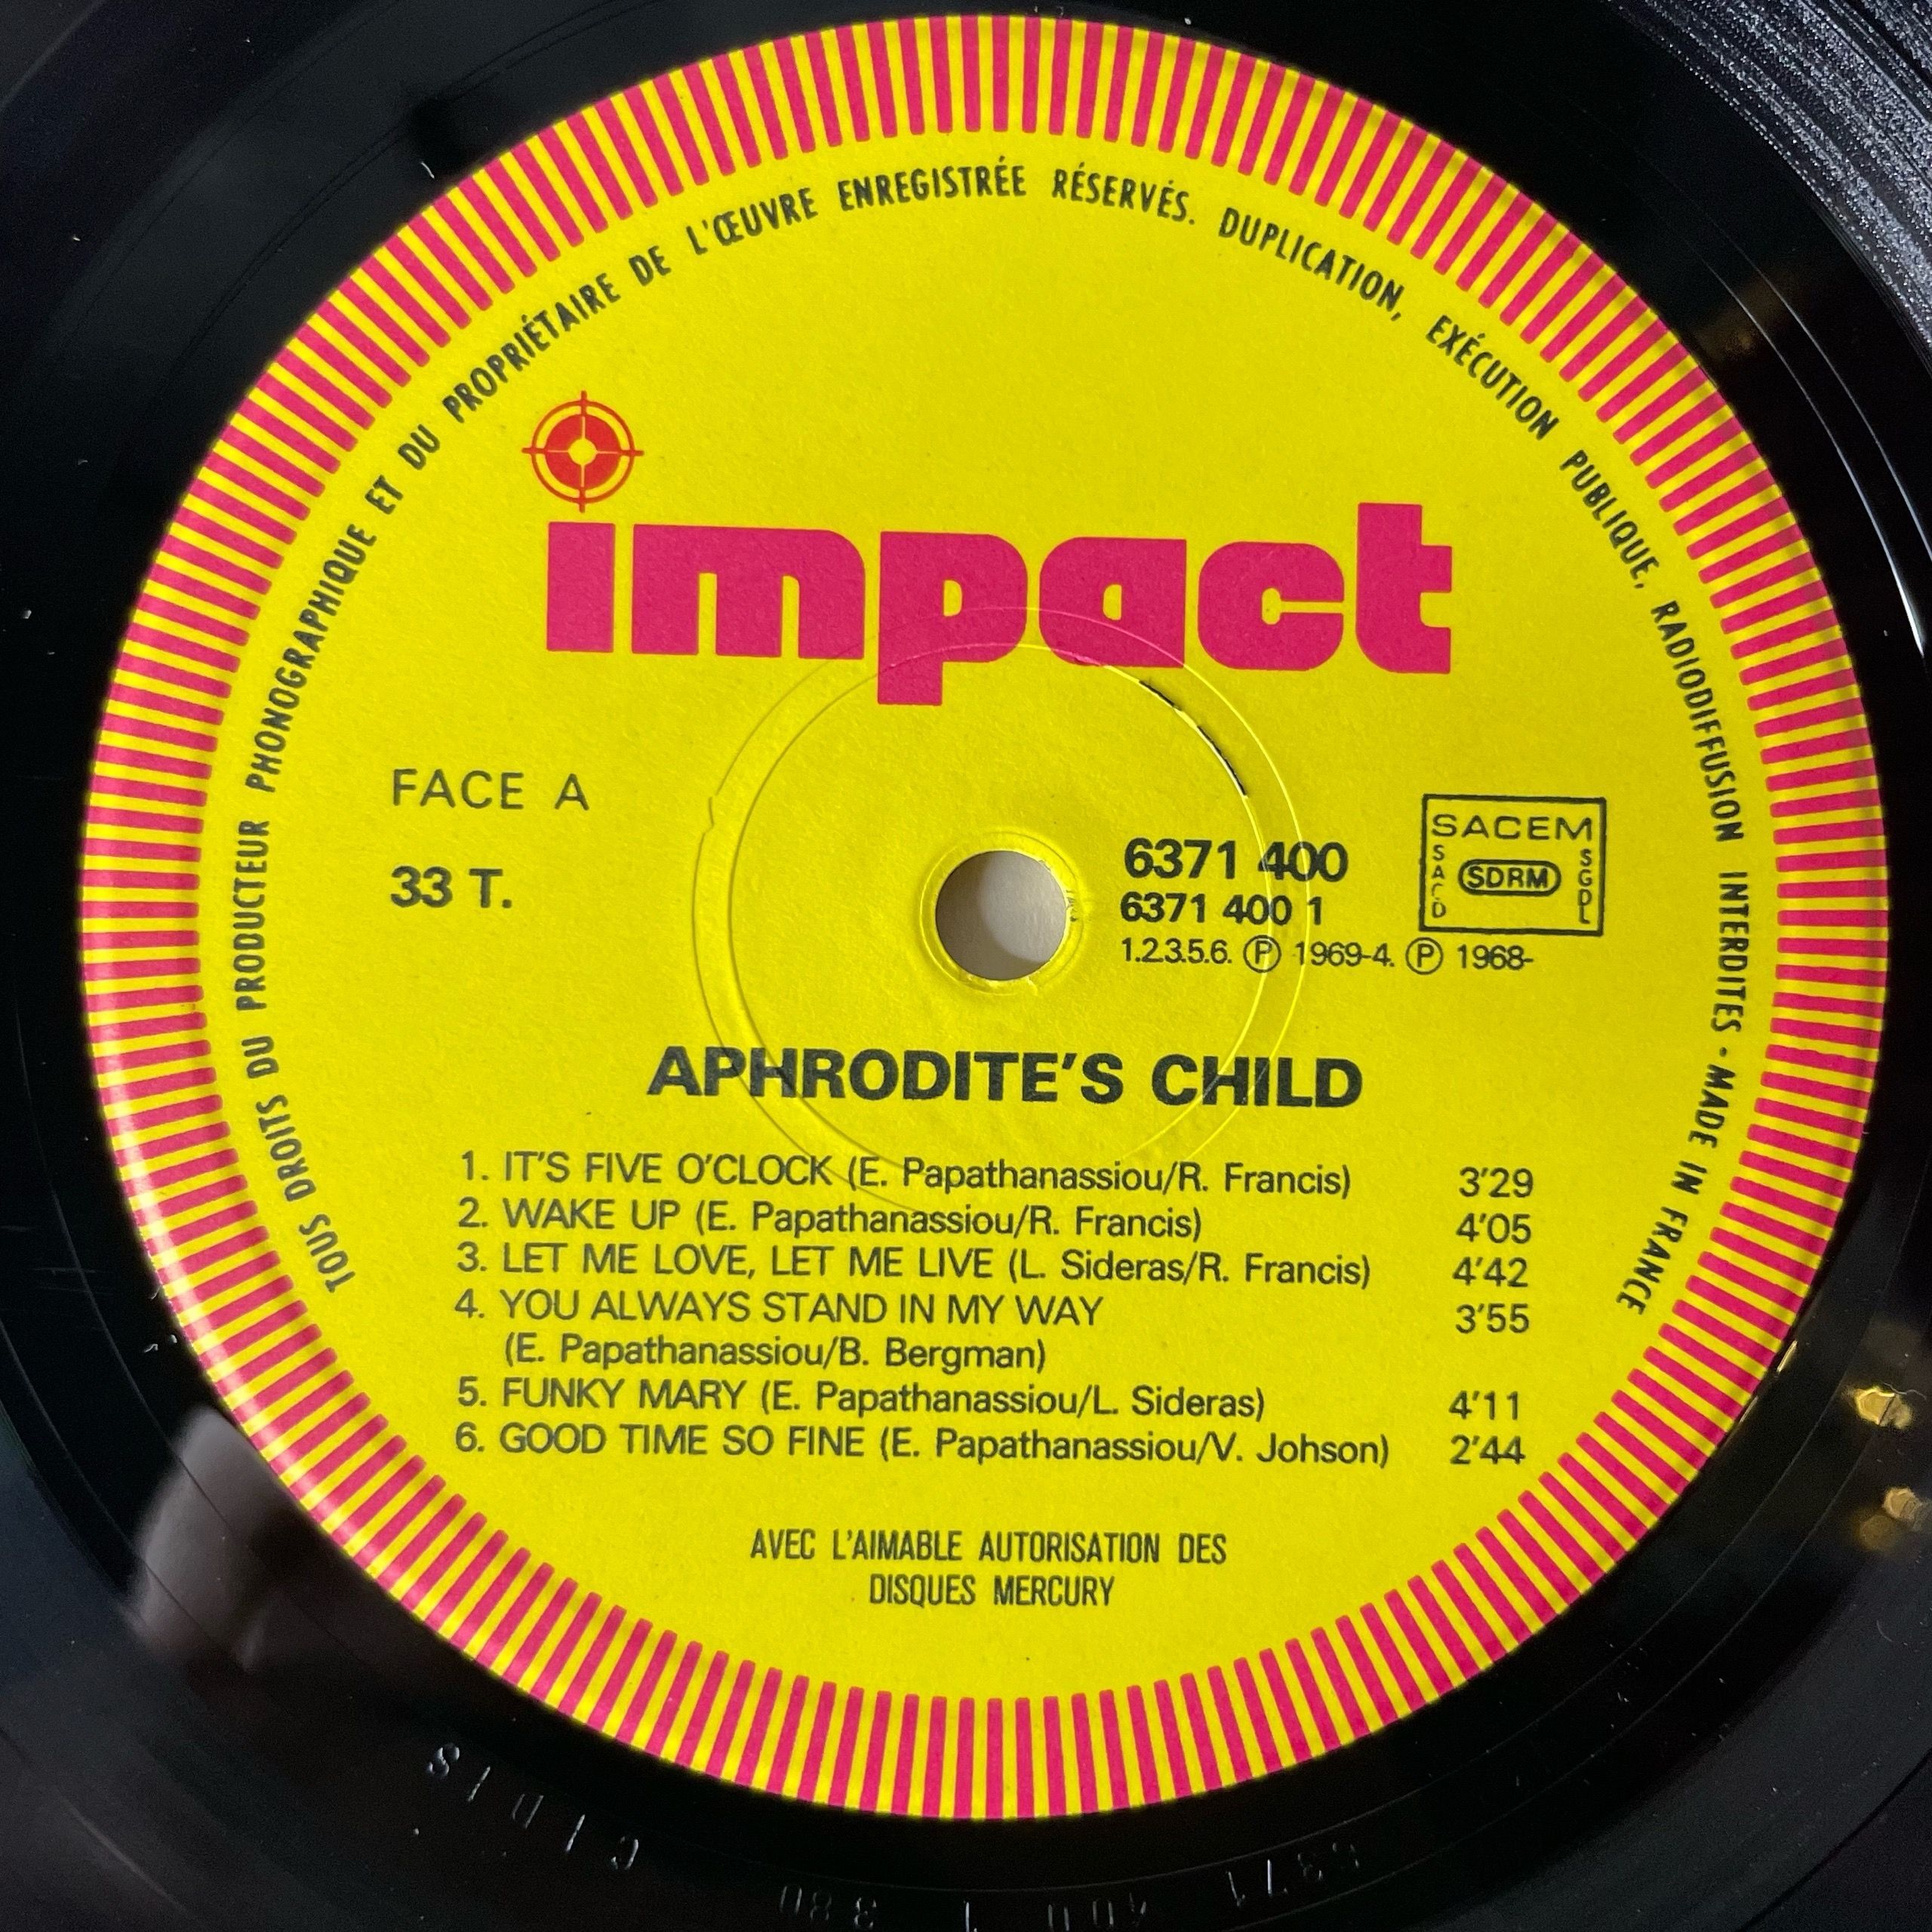 TOUS DROITS DU PRODUCTEUR PHONOGRAPHIQUE ET DU PROPRIÉTAIRE DE L'ŒUVRE ENREGISTRÉE RÉSERVÉS. DUPLICATION, EXÉCUTION PUBLIQUE, RADIODIFFUSION INTERDITES - MADE IN FRANCE
impact
FACE A
33 T.
6371 400
6371 400 1
1.2.3.5.6. Ⓟ 1969-4. Ⓟ 1968-
SACEM
SACD
SDRM
SGDL
APHRODITE'S CHILD
1. IT'S FIVE O'CLOCK (E. Papathanassiou/R. Francis) 3'29
2. WAKE UP (E. Papathanassiou/R. Francis) 4'05
3. LET ME LOVE, LET ME LIVE (L. Sideras/R. Francis) 4'42
4. YOU ALWAYS STAND IN MY WAY 3'55
(E. Papathanassiou/B. Bergman)
5. FUNKY MARY (E. Papathanassiou/L. Sideras) 4'11
6. GOOD TIME SO FINE (E. Papathanassiou/V. Johson) 2'44
AVEC L'AIMABLE AUTORISATION DES
DISQUES MERCURY